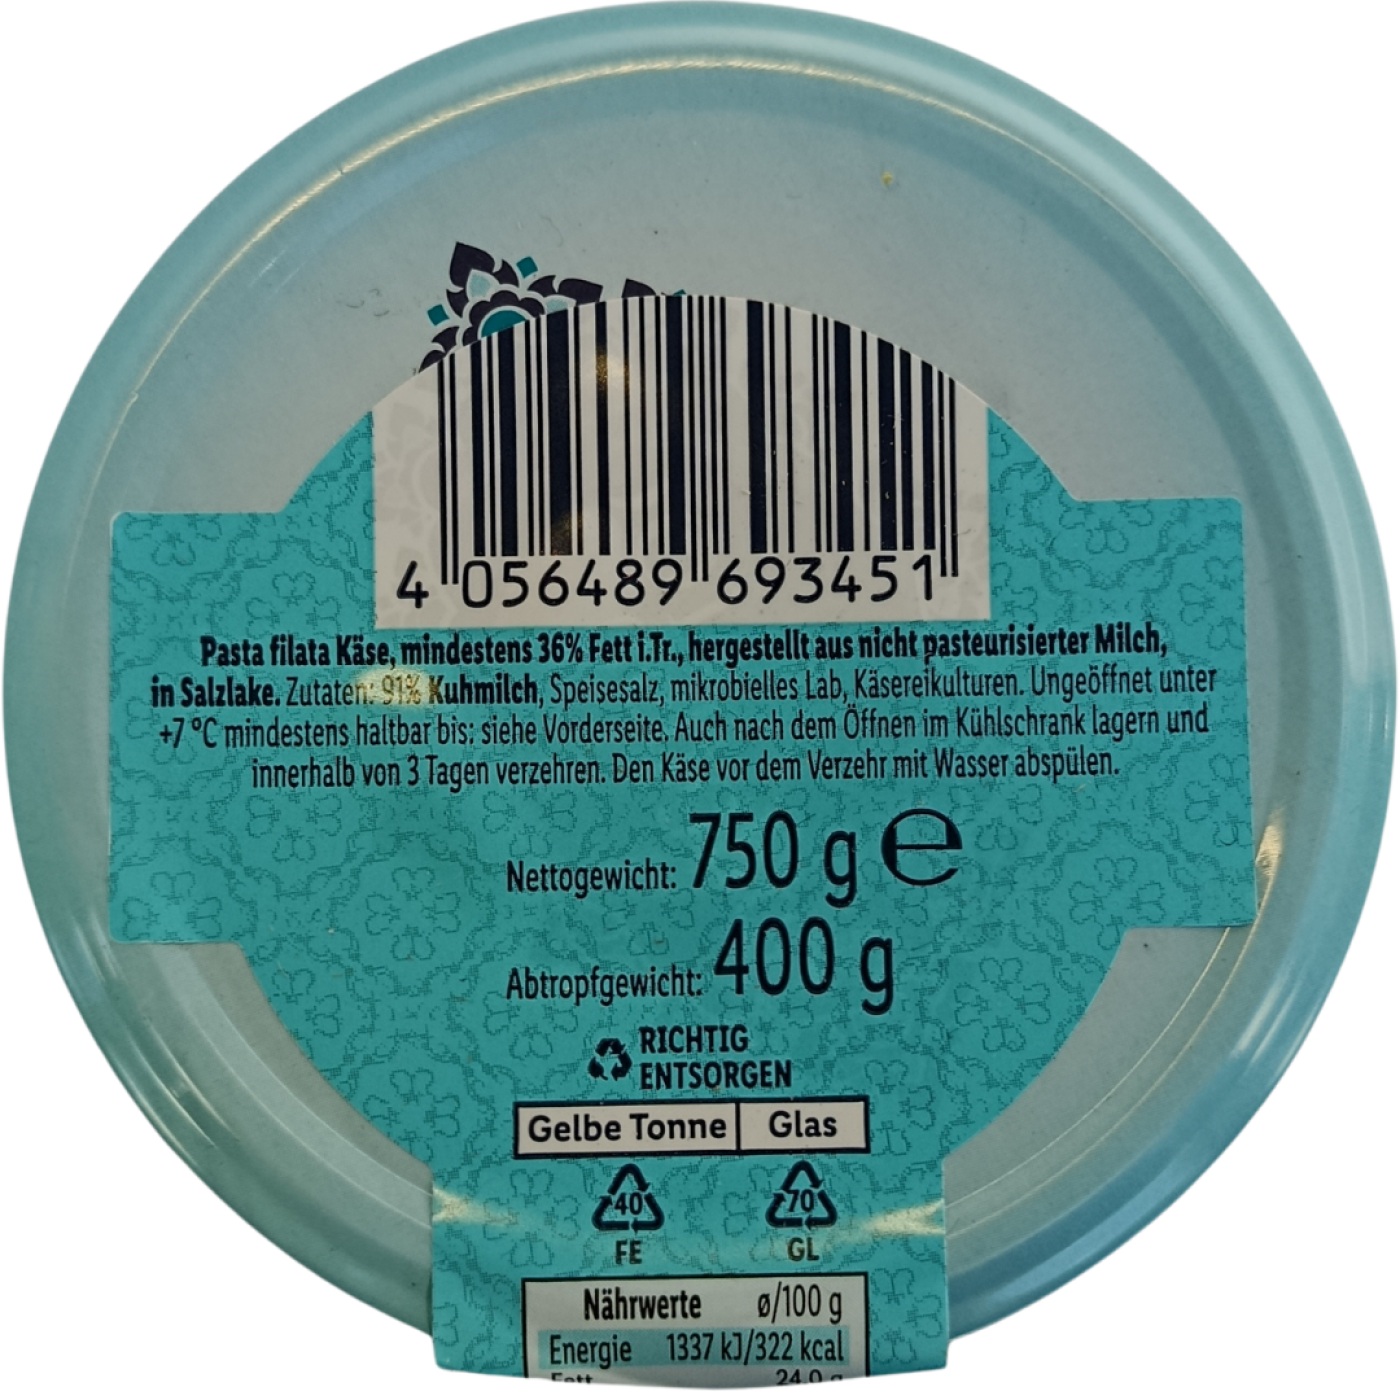 4 056489 693451
Pasta filata Käse, mindestens 36% Fett i.Tr., hergestellt aus nicht pasteurisierter Milch,
in Salzlake. Zutaten: 91% Kuhmilch, Speisesalz, mikrobielles Lab, Käsereikulturen. Ungeöffnet unter
+7 °C mindestens haltbar bis: siehe Vorderseite. Auch nach dem Öffnen im Kühlschrank lagern und
innerhalb von 3 Tagen verzehren. Den Käse vor dem Verzehr mit Wasser abspülen.
Nettogewicht: 750 g e
Abtropfgewicht: 400 g
RICHTIG
ENTSORGEN
Gelbe Tonne Glas
40 70
FE GL
Nährwerte ø/100 g
Energie 1337 kJ/322 kcal
Fett 24,0 g